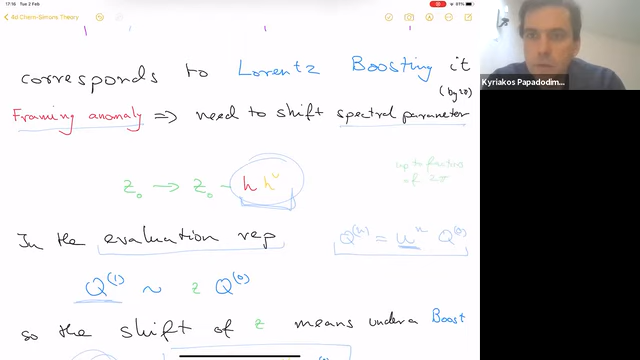 17:16 Tue 2 Feb
67%
4d Chern-Simons Theory
corresponds to Lorentz Boosting it
(by 2θ)
Framing anomaly => need to shift spectral parameter
Z₀ → Z₀ - ħ h^∨
up to factors
of 2π
In the evaluation rep
Q^(n) = u^n Q^(0)
Q^(1) ~ z Q^(0)
so the shift of z means under a Boost
Kyriakos Papadodim...